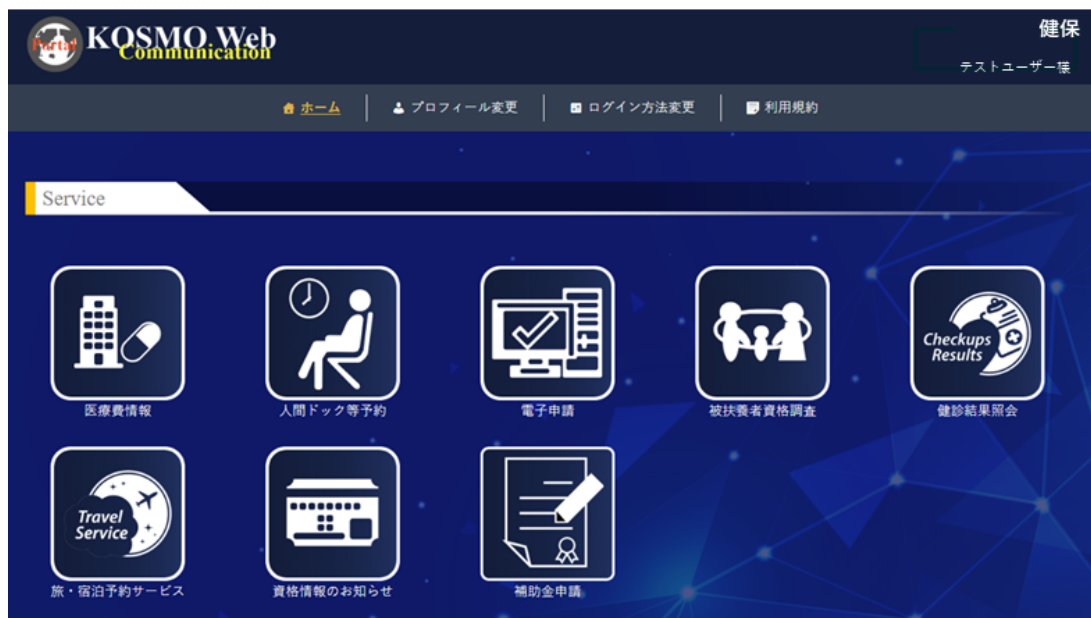 Portal
KOSMO Web
Communication
健保
テストユーザー様
ホーム
プロフィール変更
ログイン方法変更
利用規約
Service
Checkups
Results
医療費情報
人間ドック等予約
電子申請
被扶養者資格調査
健診結果照会
Travel
Service
旅・宿泊予約サービス
資格情報のお知らせ
補助金申請